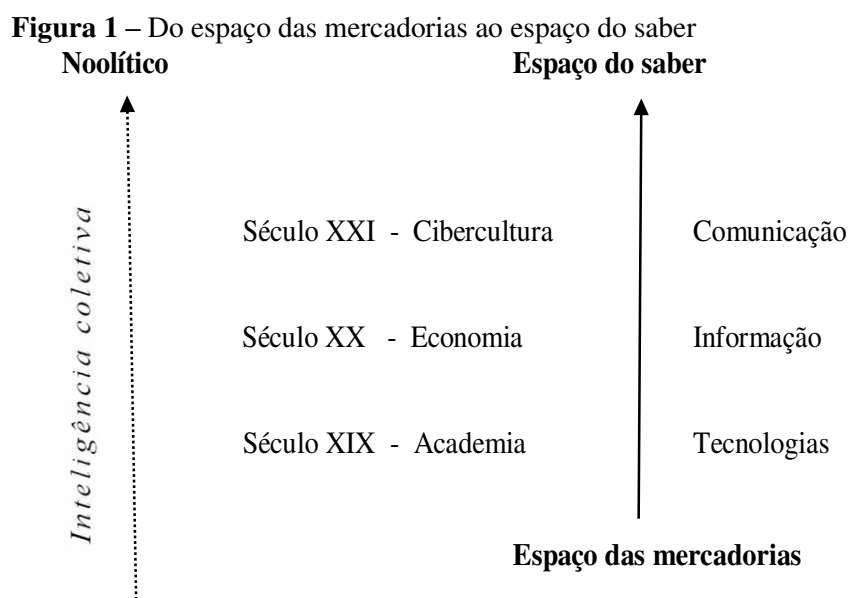 Figura 1 – Do espaço das mercadorias ao espaço do saber
Noolítico Espaço do saber
Inteligência coletiva
Século XXI - Cibercultura Comunicação
Século XX - Economia Informação
Século XIX - Academia Tecnologias
Espaço das mercadorias